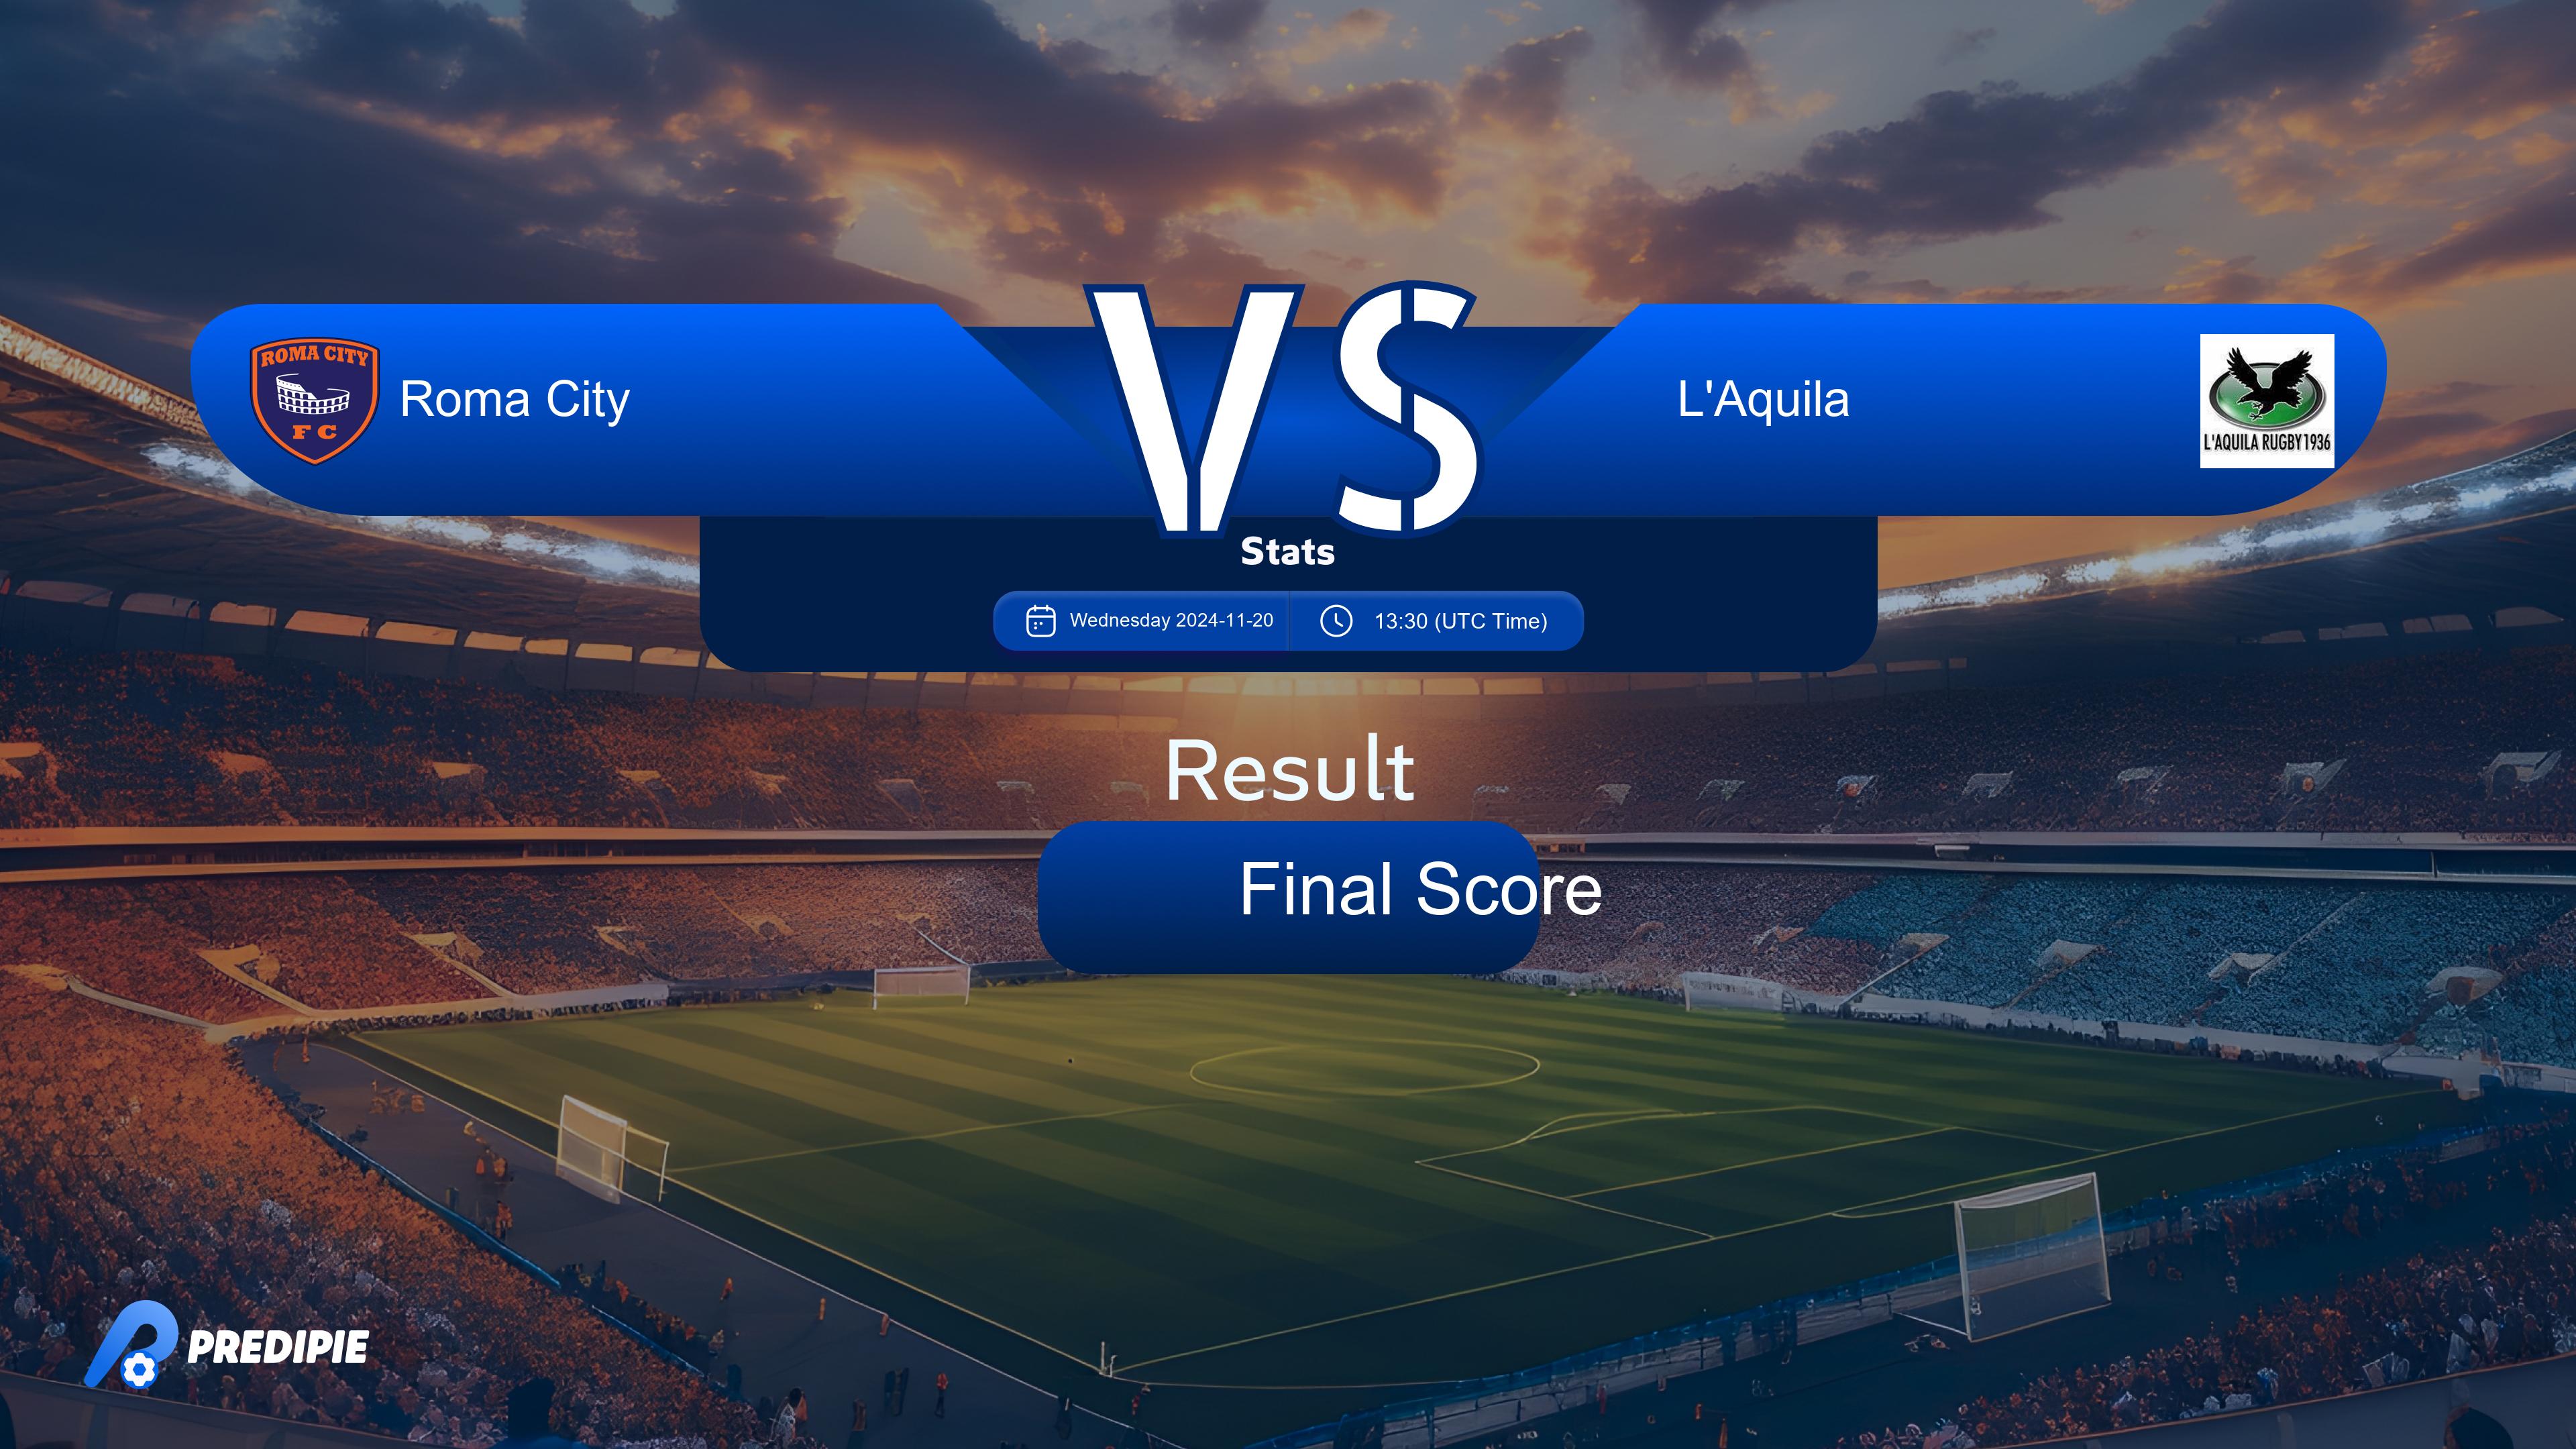 VS
ROMA CITY
FC
Roma City
L'Aquila
L'AQUILA RUGBY 1936
Stats
Wednesday 2024-11-20
13:30 (UTC Time)
Result
Final Score
PREDIPIE